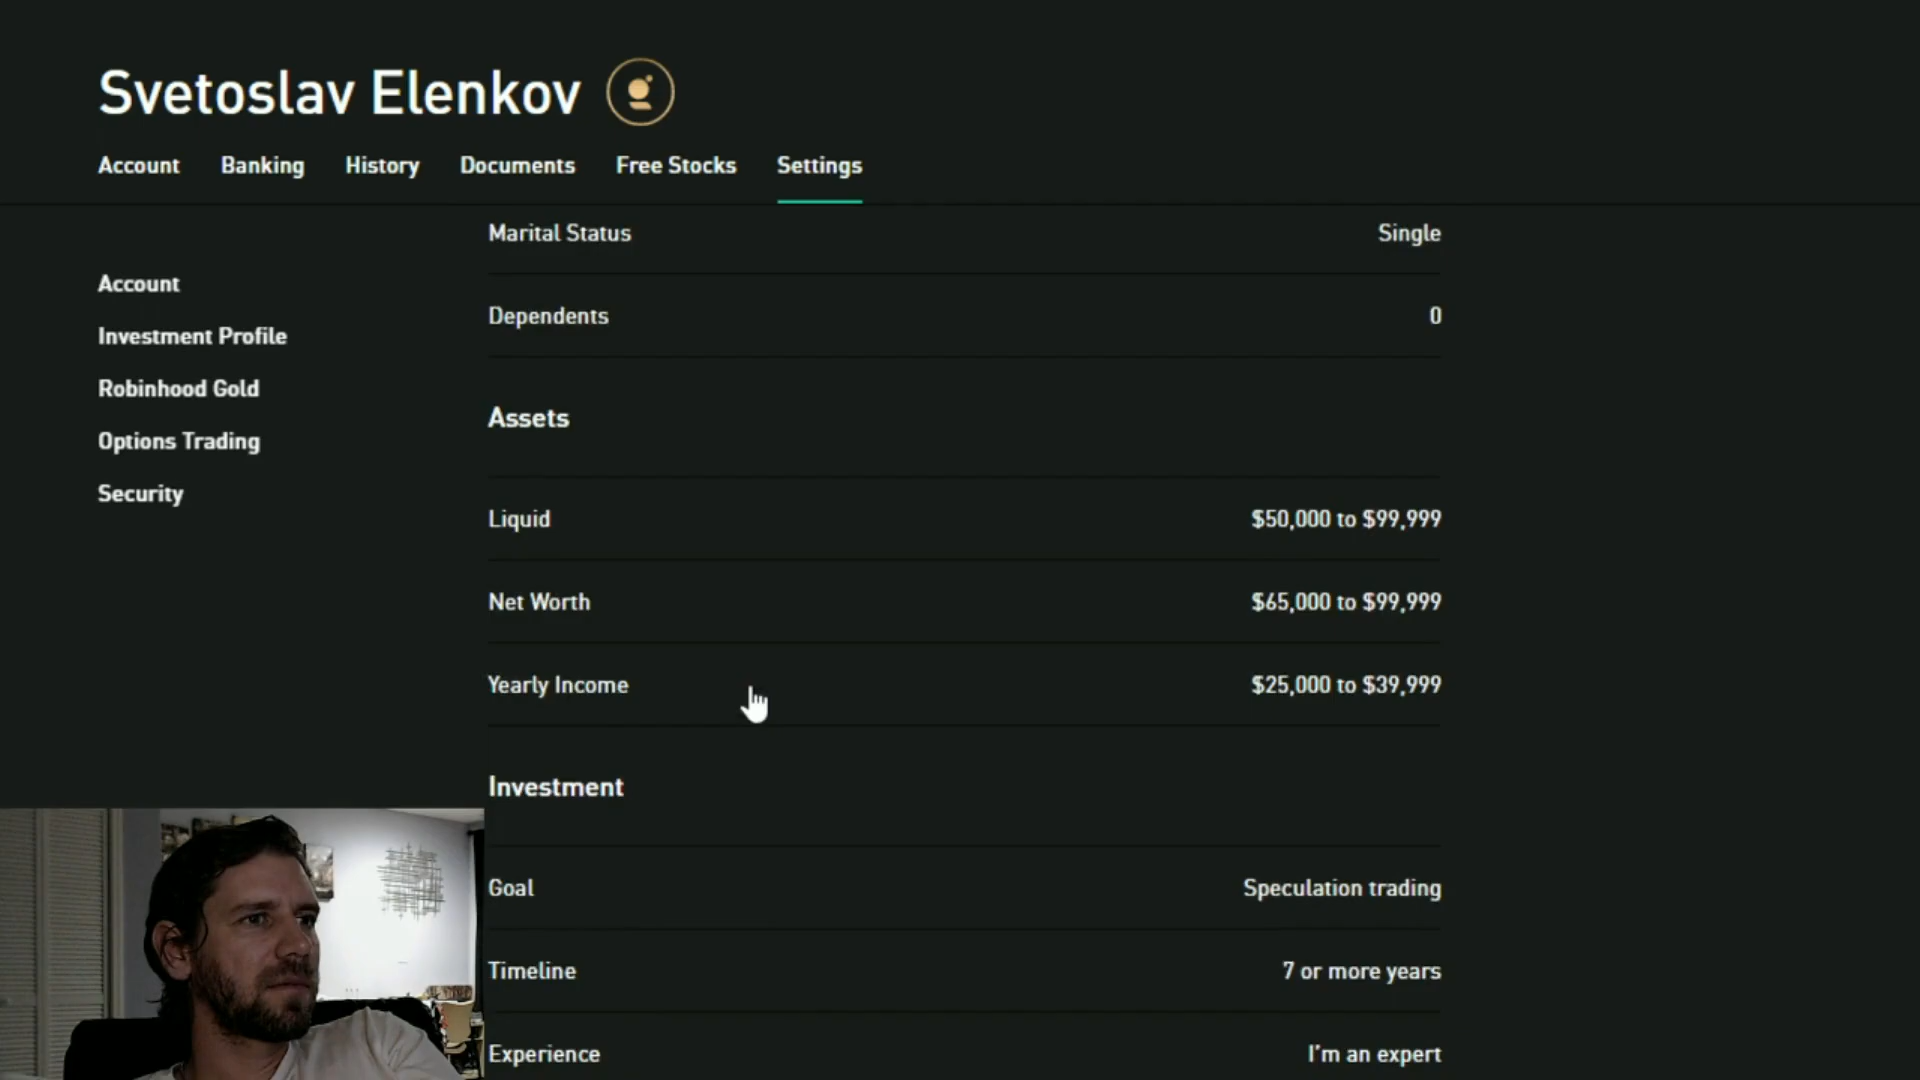 Svetoslav Elenkov
Account Banking History Documents Free Stocks Settings
Account
Investment Profile
Robinhood Gold
Options Trading
Security
Marital Status Single
Dependents 0
Assets
Liquid $50,000 to $99,999
Net Worth $65,000 to $99,999
Yearly Income $25,000 to $39,999
Investment
Goal Speculation trading
Timeline 7 or more years
Experience I'm an expert